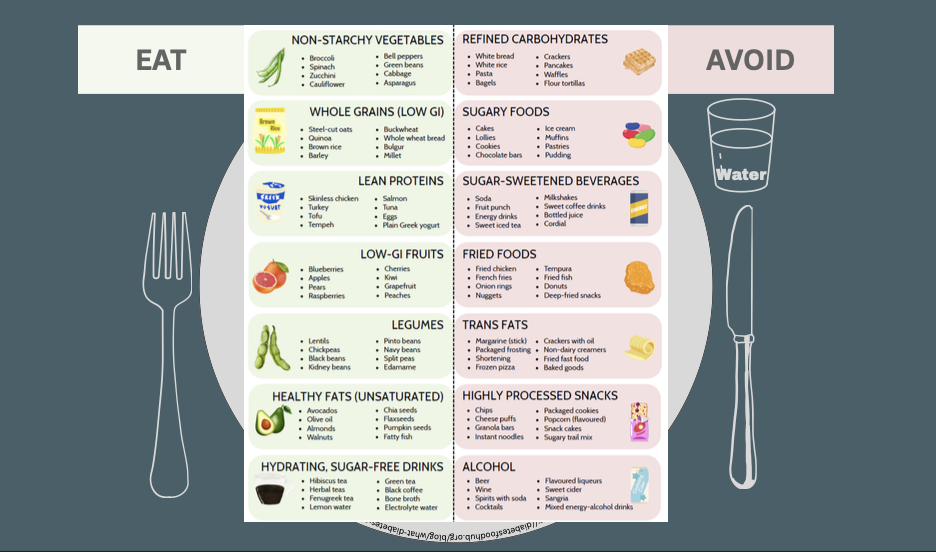 EAT
AVOID
NON-STARCHY VEGETABLES
Broccoli
Spinach
Zucchini
Cauliflower
Bell peppers
Green beans
Cabbage
Asparagus
REFINED CARBOHYDRATES
White bread
White rice
Pasta
Bagels
Crackers
Pancakes
Waffles
Flour tortillas
WHOLE GRAINS (LOW GI)
Brown
Rice
Steel-cut oats
Quinoa
Brown rice
Barley
Buckwheat
Whole wheat bread
Bulgur
Millet
SUGARY FOODS
Cakes
Lollies
Cookies
Chocolate bars
Ice cream
Muffins
Pastries
Pudding
Water
LEAN PROTEINS
YOGURT
Skinless chicken
Turkey
Tofu
Tempeh
Salmon
Tuna
Eggs
Plain Greek yogurt
SUGAR-SWEETENED BEVERAGES
Soda
Fruit punch
Energy drinks
Sweet iced tea
Milkshakes
Sweet coffee drinks
Bottled juice
Cordial
LOW-GI FRUITS
Blueberries
Apples
Pears
Raspberries
Cherries
Kiwi
Grapefruit
Peaches
FRIED FOODS
Fried chicken
French fries
Onion rings
Nuggets
Tempura
Fried fish
Donuts
Deep-fried snacks
LEGUMES
Lentils
Chickpeas
Black beans
Kidney beans
Pinto beans
Navy beans
Split peas
Edamame
TRANS FATS
Margarine (stick)
Packaged frosting
Shortening
Frozen pizza
Crackers with oil
Non-dairy creamers
Fried fast food
Baked goods
HEALTHY FATS (UNSATURATED)
Avocados
Olive oil
Almonds
Walnuts
Chia seeds
Flaxseeds
Pumpkin seeds
Fatty fish
HIGHLY PROCESSED SNACKS
Chips
Cheese puffs
Granola bars
Instant noodles
Packaged cookies
Popcorn (flavoured)
Snack cakes
Sugary trail mix
HYDRATING, SUGAR-FREE DRINKS
Hibiscus tea
Herbal teas
Fenugreek tea
Lemon water
Green tea
Black coffee
Bone broth
Electrolyte water
ALCOHOL
Beer
Wine
Spirits with soda
Cocktails
Flavoured liqueurs
Sweet cider
Sangria
Mixed energy-alcohol drinks
//diabetesfoodhub.org/blog/what-diabetes